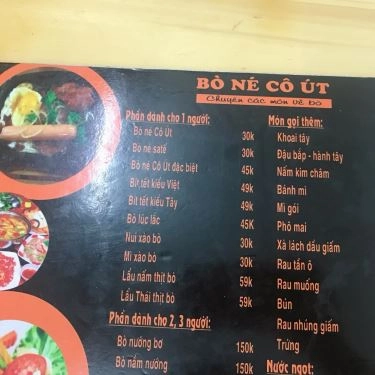 BÒ NÉ CÔ ÚT
Chuyên các món về bò
Phần dành cho 1 người:
Bò né Cô Út 30k
Bò né satế 30k
Bò né Cô Út đặc biệt 45k
Bít tết kiểu Việt 49k
Bít tết kiểu Tây 49k
Bò lúc lắc 45K
Nui xào bò 30k
Mì xào bò 30k
Lẩu nấm thịt bò 59k
Lẩu Thái thịt bò 59k
Phần dành cho 2, 3 người:
Bò nướng bơ 150k
Bò nầm nướng 150k
Món gọi thêm:
Khoai tây
Đậu bắp - hành tây
Nấm kim châm
Bánh mì
Mì gói
Phô mai
Xà lách dầu giấm
Rau tần ô
Rau muống
Bún
Rau nhúng giấm
Trứng
Nước ngọt: